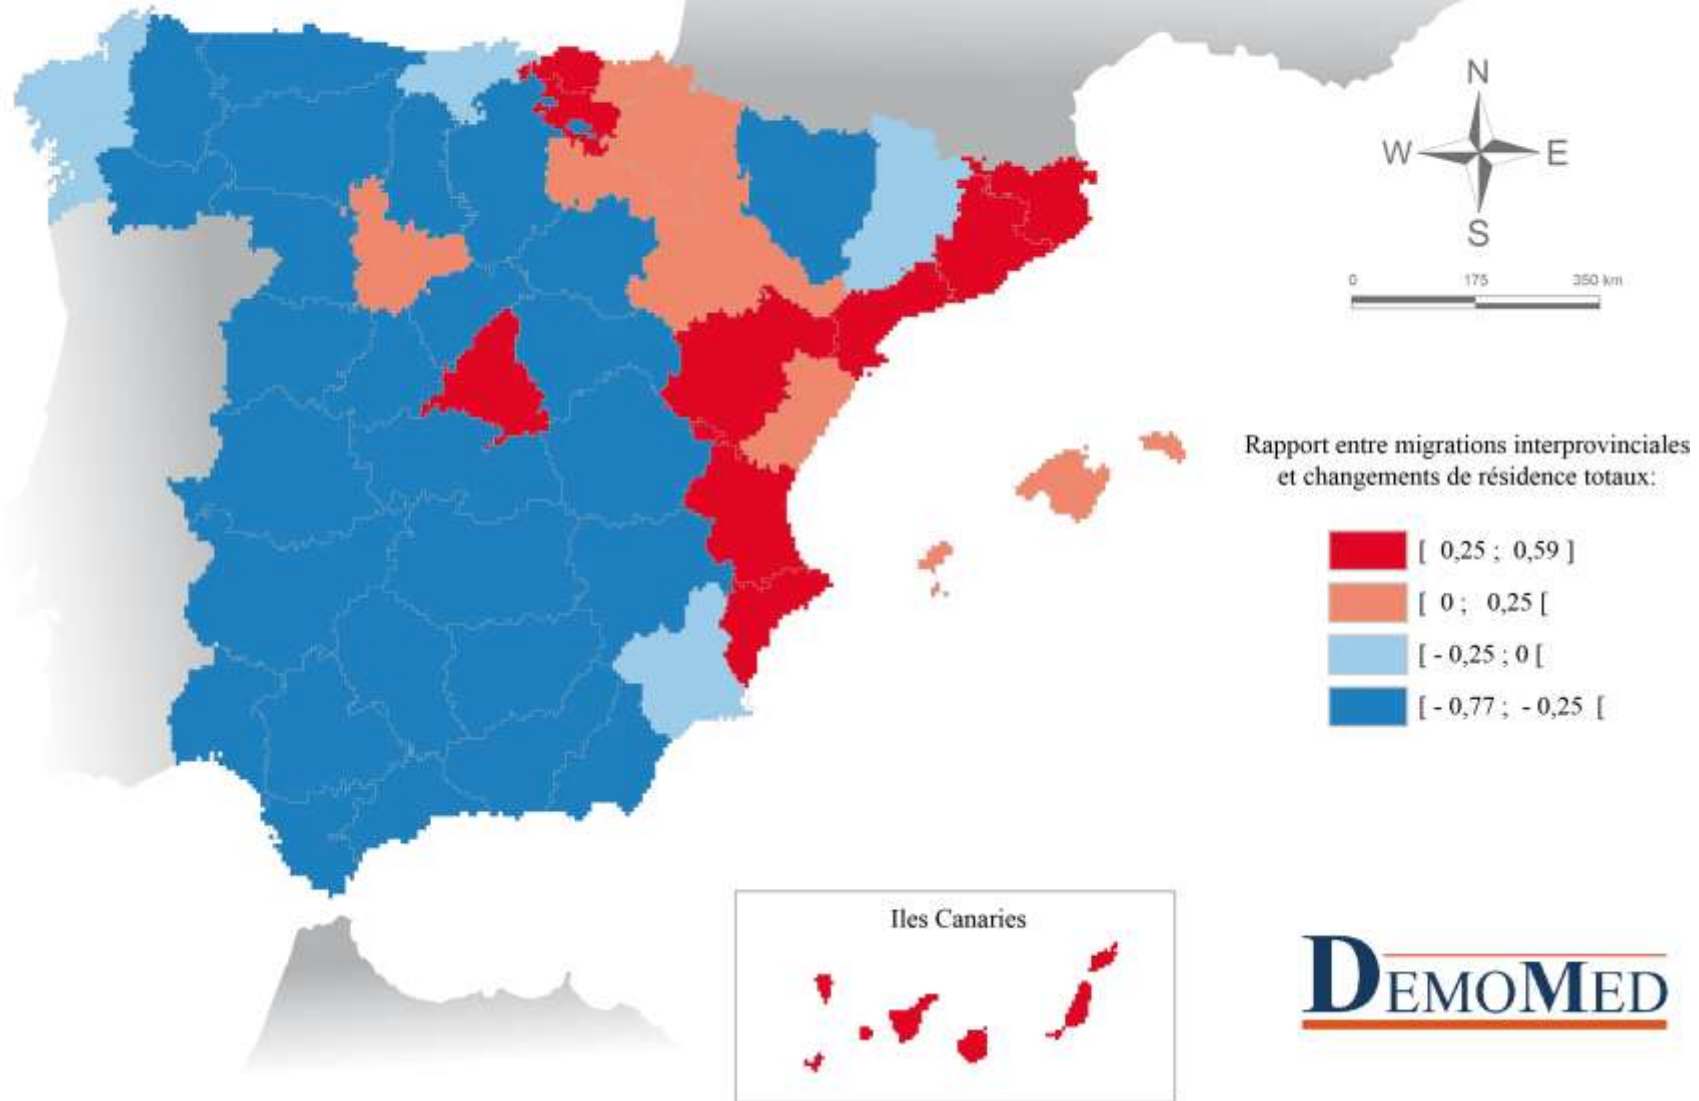 N
W E
S
0 175 350 km
Rapport entre migrations interprovinciales
et changements de résidence totaux:
[ 0,25 ; 0,59 ]
[ 0 ; 0,25 [
[ - 0,25 ; 0 [
[ - 0,77 ; - 0,25 [
Iles Canaries
DEMOMED